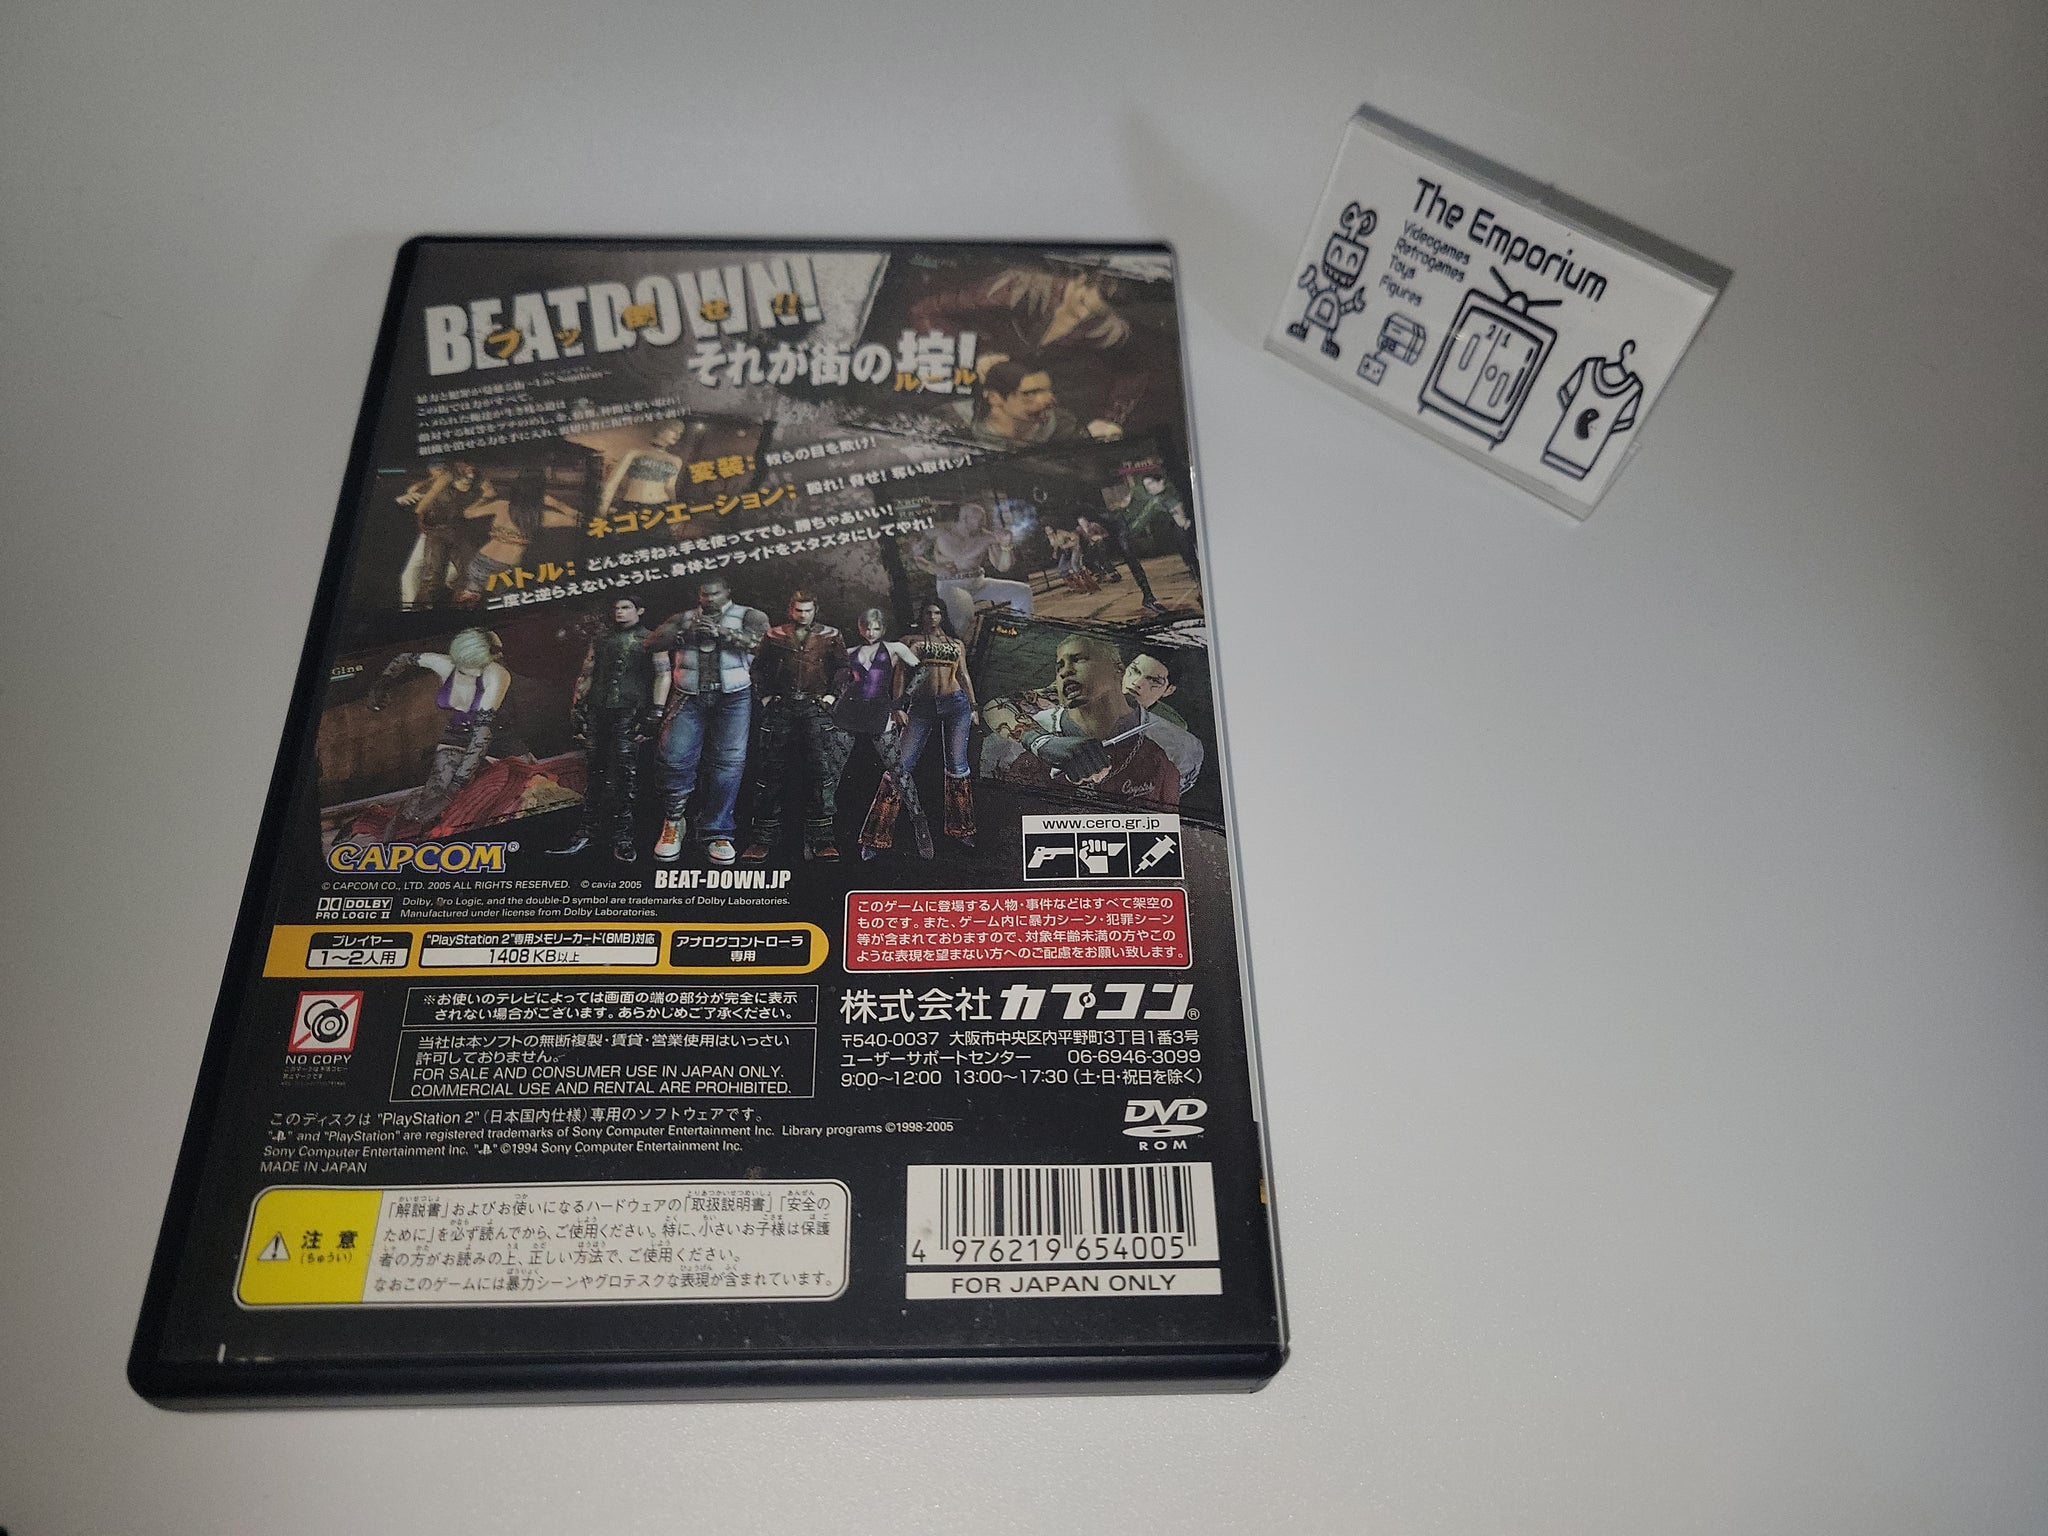 BEATDOWN!
ブッ倒せ!!
それが街の掟!
ルール
この街では力がすべて。
変装: 奴らの目を欺け!
ネゴシエーション: 殴れ! 脅せ! 奪い取れッ!
バトル: どんな汚ねぇ手を使ってでも、勝ちゃあいい!
二度と逆らえないように、身体とプライドをズタズタにしてやれ!
Gina
Coyotes
CAPCOM®
© CAPCOM CO., LTD. 2005 ALL RIGHTS RESERVED. © cavia 2005
BEAT-DOWN.JP
DOLBY
PRO LOGIC II
Dolby, Pro Logic, and the double-D symbol are trademarks of Dolby Laboratories.
Manufactured under license from Dolby Laboratories.
www.cero.gr.jp
このゲームに登場する人物・事件などはすべて架空の
ものです。また、ゲーム内に暴力シーン・犯罪シーン
等が含まれておりますので、対象年齢未満の方やこの
ような表現を望まない方へのご配慮をお願い致します。
プレイヤー
1〜2人用
"PlayStation 2"専用メモリーカード(8MB)対応
1408 KB以上
アナログコントローラ
専用
NO COPY
※お使いのテレビによっては画面の端の部分が完全に表示
されない場合がございます。あらかじめご了承ください。
当社は本ソフトの無断複製・賃貸・営業使用はいっさい
許可しておりません。
FOR SALE AND CONSUMER USE IN JAPAN ONLY.
COMMERCIAL USE AND RENTAL ARE PROHIBITED.
株式会社カプコン®
〒540-0037 大阪市中央区内平野町3丁目1番3号
ユーザーサポートセンター 06-6946-3099
9:00〜12:00 13:00〜17:30 (土・日・祝日を除く)
このディスクは "PlayStation 2" (日本国内仕様) 専用のソフトウェアです。
" " and "PlayStation" are registered trademarks of Sony Computer Entertainment Inc. Library programs ©1998-2005
Sony Computer Entertainment Inc. " " ©1994 Sony Computer Entertainment Inc.
MADE IN JAPAN
DVD
ROM
注意
(ちゅうい)
「解説書」およびお使いになるハードウェアの「取扱説明書」「安全の
ために」を必ず読んでから、ご使用ください。特に、小さいお子様は保護
者の方がお読みの上、正しい方法で、ご使用ください。
なおこのゲームには暴力シーンやグロテスクな表現が含まれています。
4 976219 654005
FOR JAPAN ONLY
The Emporium
Videogames
Retrogames
Toys
Figures
2 1